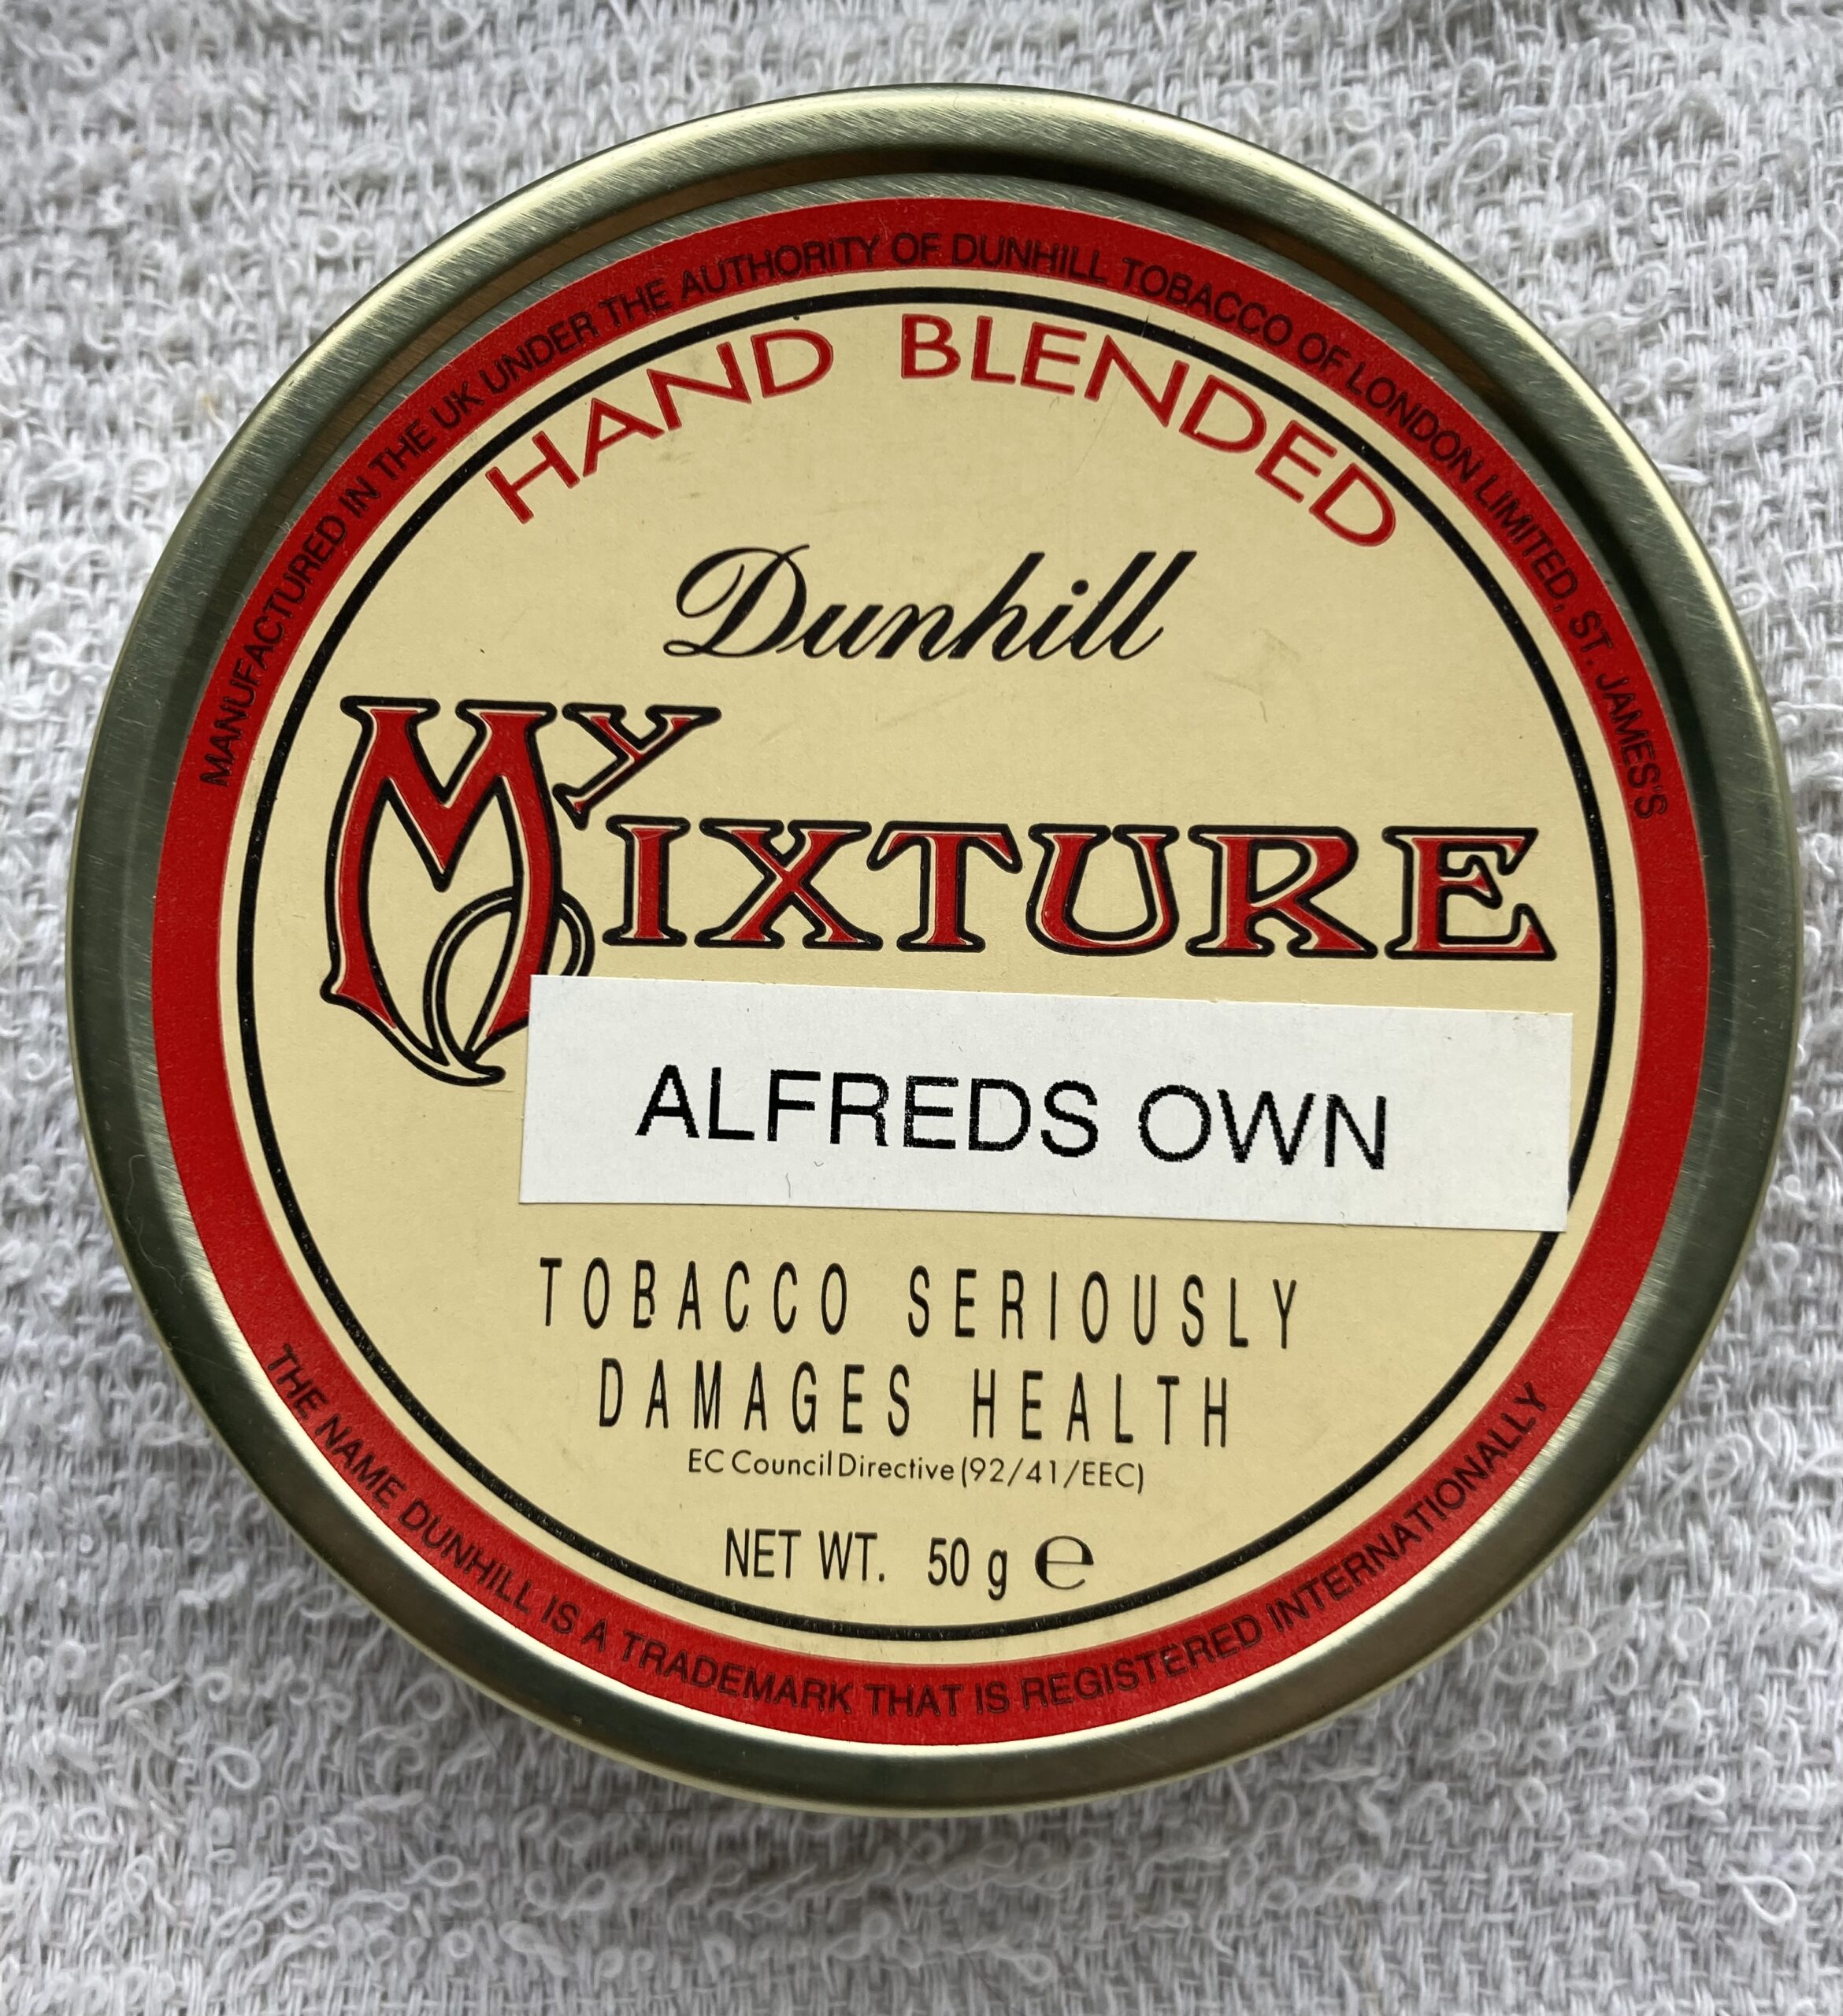 MANUFACTURED IN THE UK UNDER THE AUTHORITY OF DUNHILL TOBACCO OF LONDON LIMITED, ST. JAMES'S
HAND BLENDED
Dunhill
MY MIXTURE
ALFREDS OWN
TOBACCO SERIOUSLY
DAMAGES HEALTH
EC Council Directive (92/41/EEC)
NET WT. 50 g ℮
THE NAME DUNHILL IS A TRADEMARK THAT IS REGISTERED INTERNATIONALLY